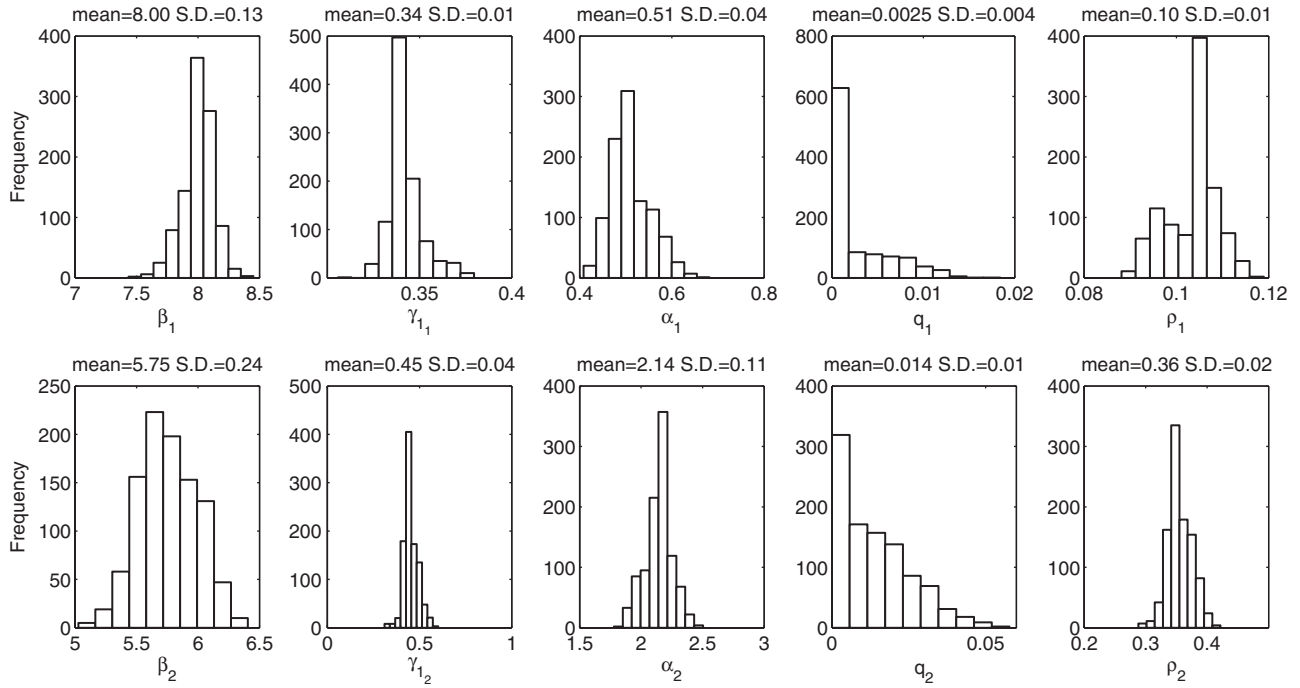 mean=8.00 S.D.=0.13 mean=0.34 S.D.=0.01 mean=0.51 S.D.=0.04 mean=0.0025 S.D.=0.004 mean=0.10 S.D.=0.01
400 500 400 800 400
400
300 300 600 300
Frequency
300
200 200 400 200
200
100 100 200 100
100
0 0 0 0 0
7 7.5 8 8.5 0.35 0.4 0.4 0.6 0.8 0 0.01 0.02 0.08 0.1 0.12
β1 γ11 α1 q1 ρ1
mean=5.75 S.D.=0.24 mean=0.45 S.D.=0.04 mean=2.14 S.D.=0.11 mean=0.014 S.D.=0.01 mean=0.36 S.D.=0.02
250 500 400 400 400
200 400
300 300 300
Frequency
150 300
200 200 200
100 200
100 100 100
50 100
0 0 0 0 0
5 5.5 6 6.5 0 0.5 1 1.5 2 2.5 3 0 0.05 0.2 0.3 0.4
β2 γ12 α2 q2 ρ2